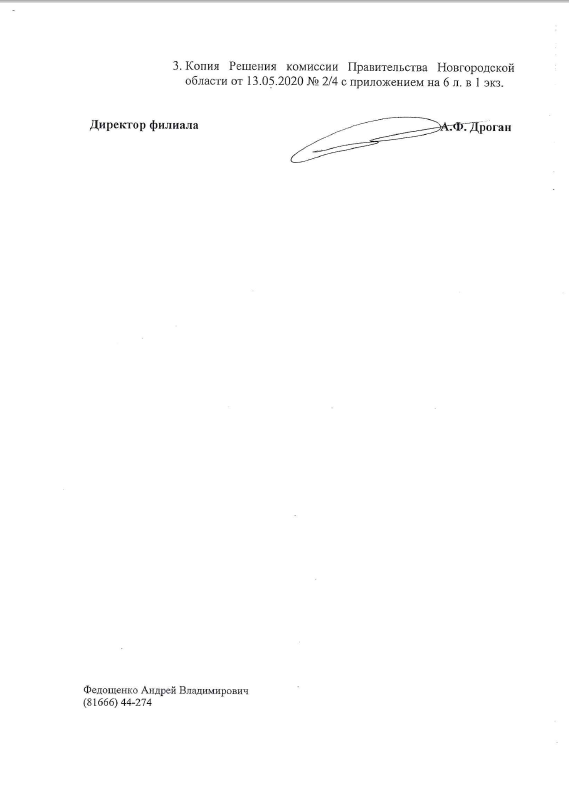 3. Копия Решения комиссии Правительства Новгородской
области от 13.05.2020 № 2/4 с приложением на 6 л. в 1 экз.
Директор филиала
А.Ф. Дроган
Федощенко Андрей Владимирович
(81666) 44-274